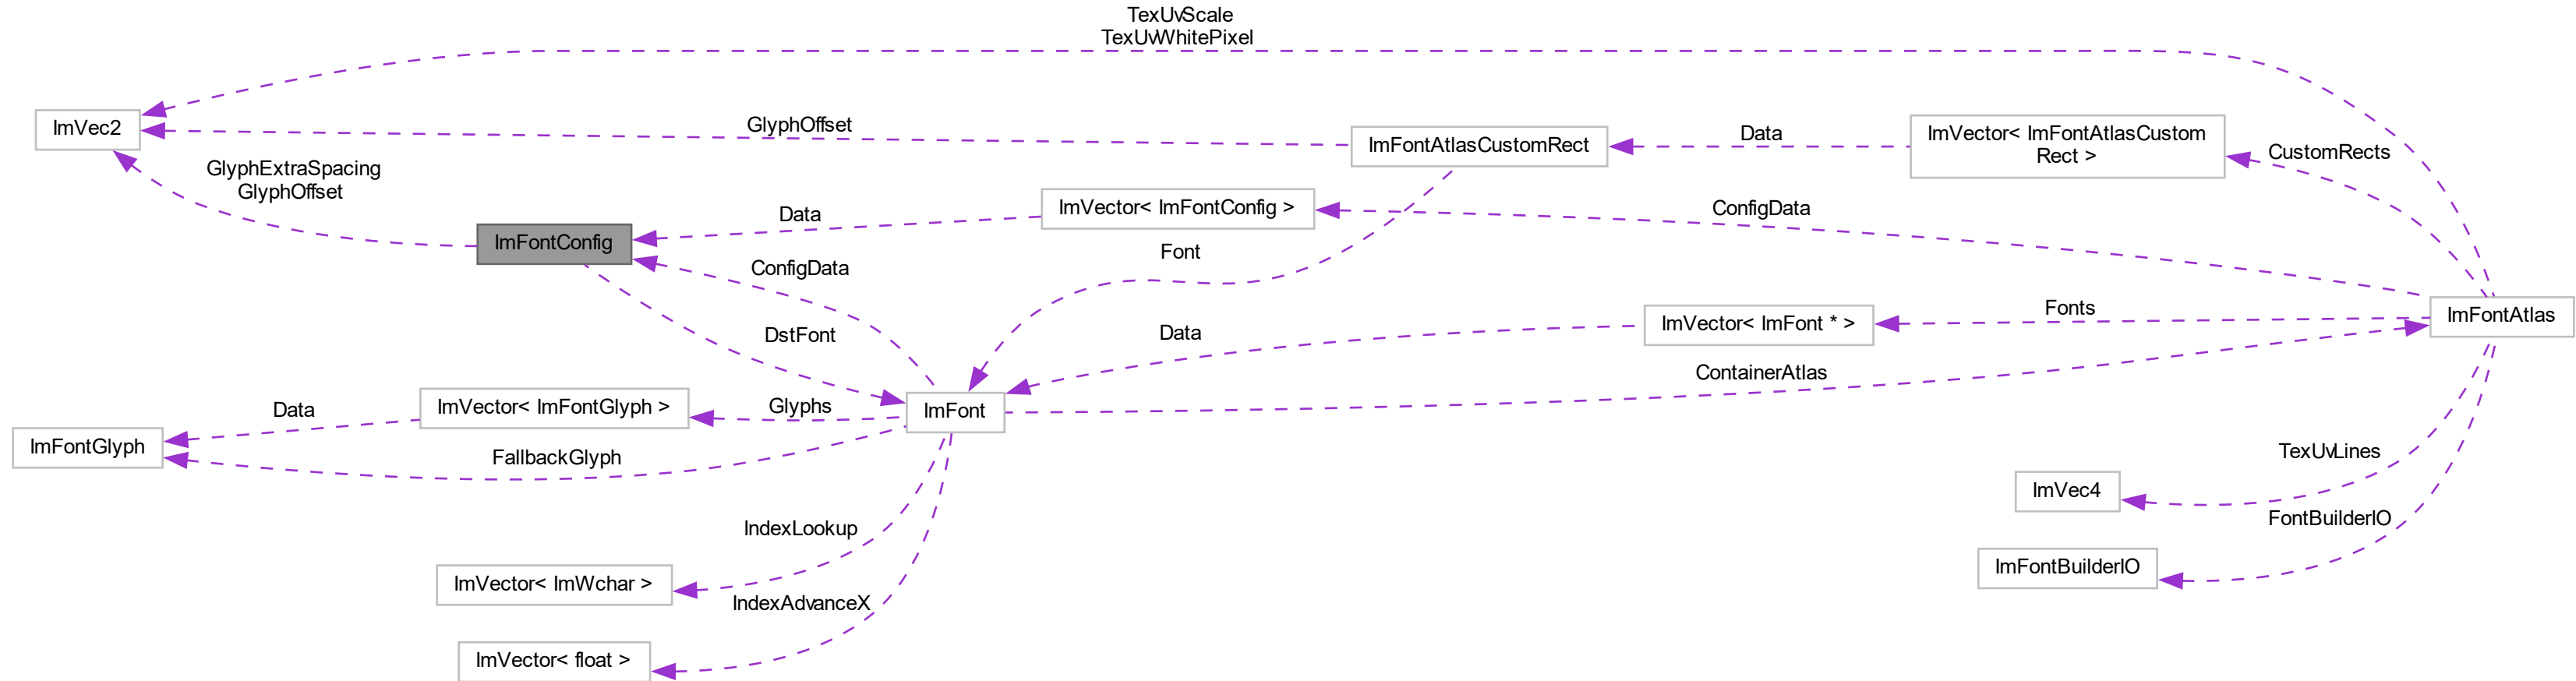 TexUvScale
TexUvWhitePixel
ImVec2
GlyphOffset
ImFontAtlasCustomRect
Data
ImVector< ImFontAtlasCustom
Rect >
CustomRects
GlyphExtraSpacing
GlyphOffset
ImFontConfig
Data
ImVector< ImFontConfig >
ConfigData
ConfigData
Font
DstFont
Data
ImVector< ImFont * >
Fonts
ImFontAtlas
ContainerAtlas
ImFontGlyph
Data
ImVector< ImFontGlyph >
Glyphs
ImFont
FallbackGlyph
TexUvLines
ImVec4
IndexLookup
FontBuilderIO
ImVector< ImWchar >
ImFontBuilderIO
IndexAdvanceX
ImVector< float >